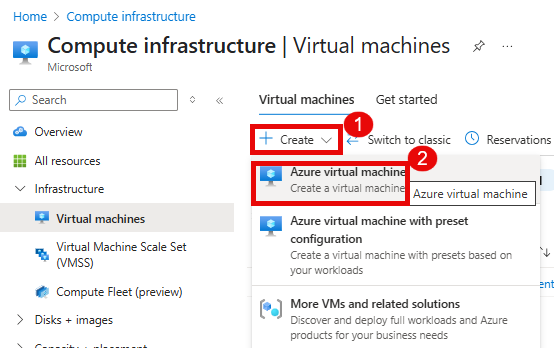 Home > Compute infrastructure
Compute infrastructure | Virtual machines
Microsoft
Search
Overview
All resources
Infrastructure
Virtual machines
Virtual Machine Scale Set
(VMSS)
Compute Fleet (preview)
Disks + images
Capacity + placement
Virtual machines Get started
1
+ Create Switch to classic Reservations
2
Azure virtual machine
Create a virtual machine
Azure virtual machine
Azure virtual machine with preset
configuration
Create a virtual machine with presets based on
your workloads
More VMs and related solutions
Discover and deploy full workloads and Azure
products for your business needs